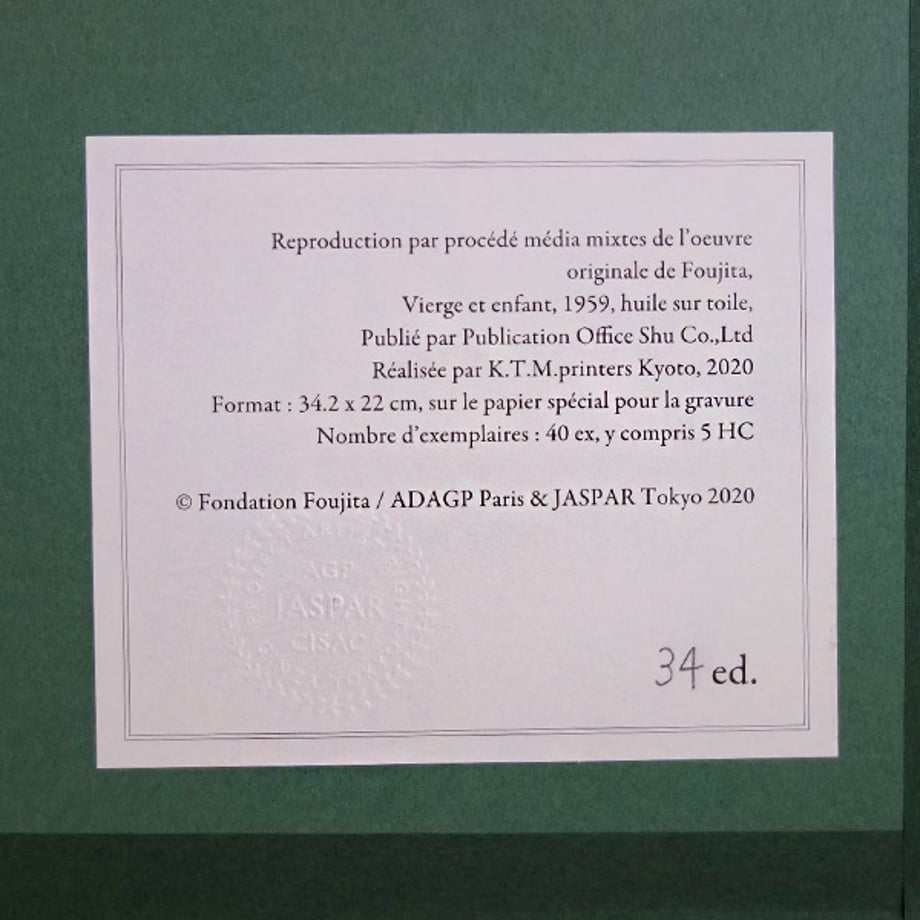 Reproduction par procédé média mixtes de l'oeuvre
originale de Foujita,
Vierge et enfant, 1959, huile sur toile,
Publié par Publication Office Shu Co.,Ltd
Réalisée par K.T.M.printers Kyoto, 2020
Format : 34.2 x 22 cm, sur le papier spécial pour la gravure
Nombre d'exemplaires : 40 ex, y compris 5 HC
© Fondation Foujita / ADAGP Paris & JASPAR Tokyo 2020
AGP
JASPAR
CISAC
34 ed.